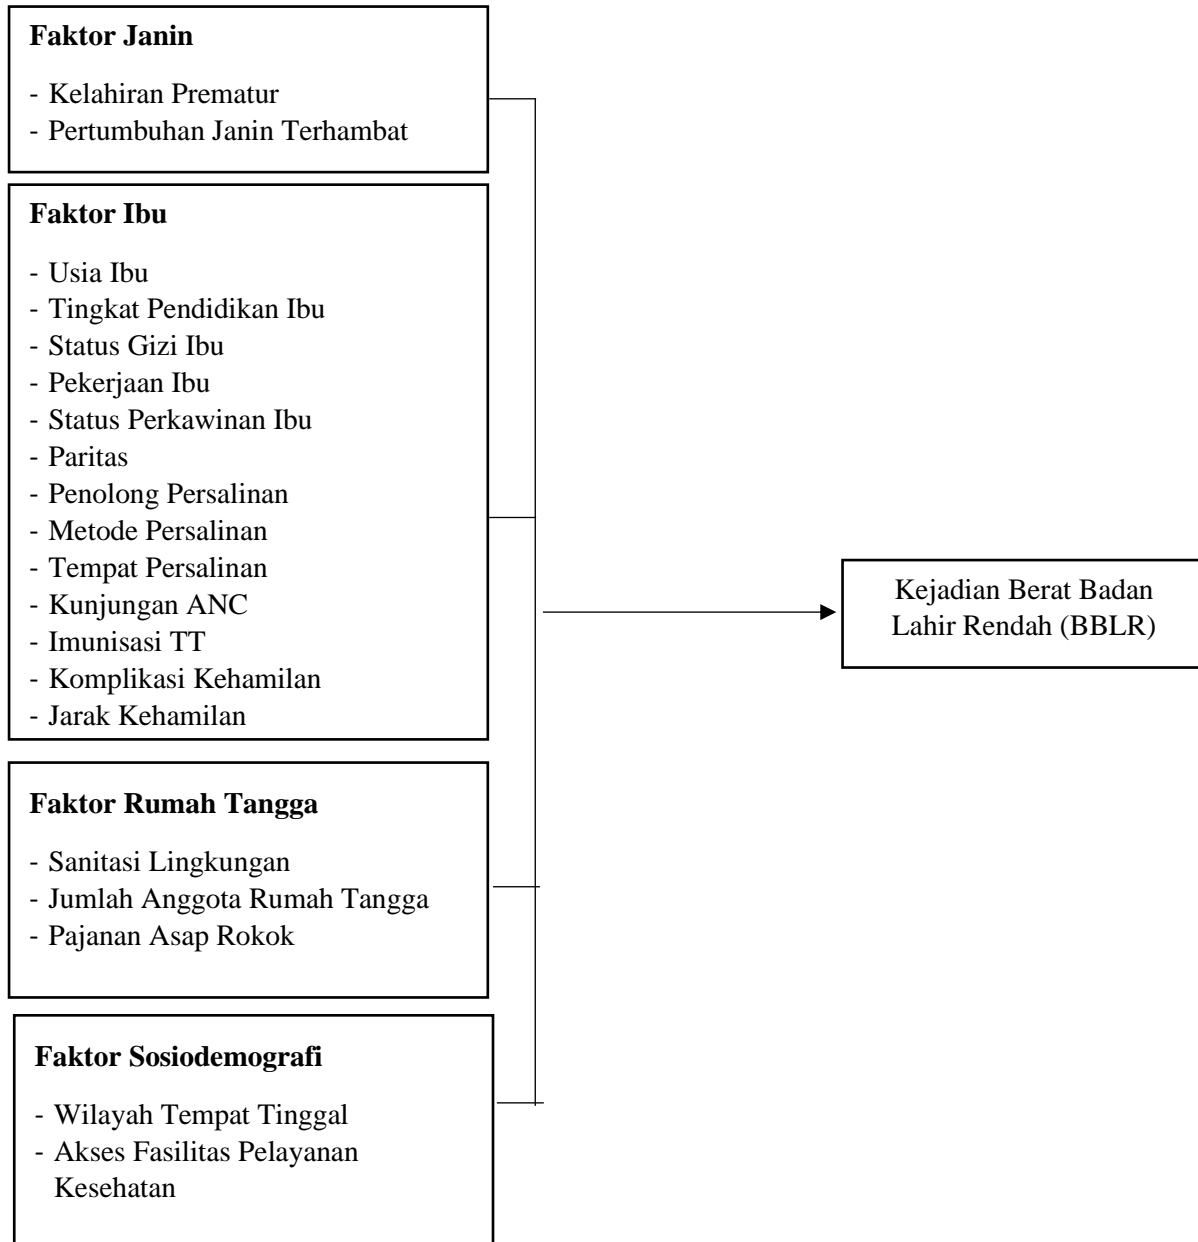 Faktor Janin
- Kelahiran Prematur
- Pertumbuhan Janin Terhambat
Faktor Ibu
- Usia Ibu
- Tingkat Pendidikan Ibu
- Status Gizi Ibu
- Pekerjaan Ibu
- Status Perkawinan Ibu
- Paritas
- Penolong Persalinan
- Metode Persalinan
- Tempat Persalinan
- Kunjungan ANC
- Imunisasi TT
- Komplikasi Kehamilan
- Jarak Kehamilan
Faktor Rumah Tangga
- Sanitasi Lingkungan
- Jumlah Anggota Rumah Tangga
- Pajanan Asap Rokok
Faktor Sosiodemografi
- Wilayah Tempat Tinggal
- Akses Fasilitas Pelayanan
Kesehatan
Kejadian Berat Badan
Lahir Rendah (BBLR)